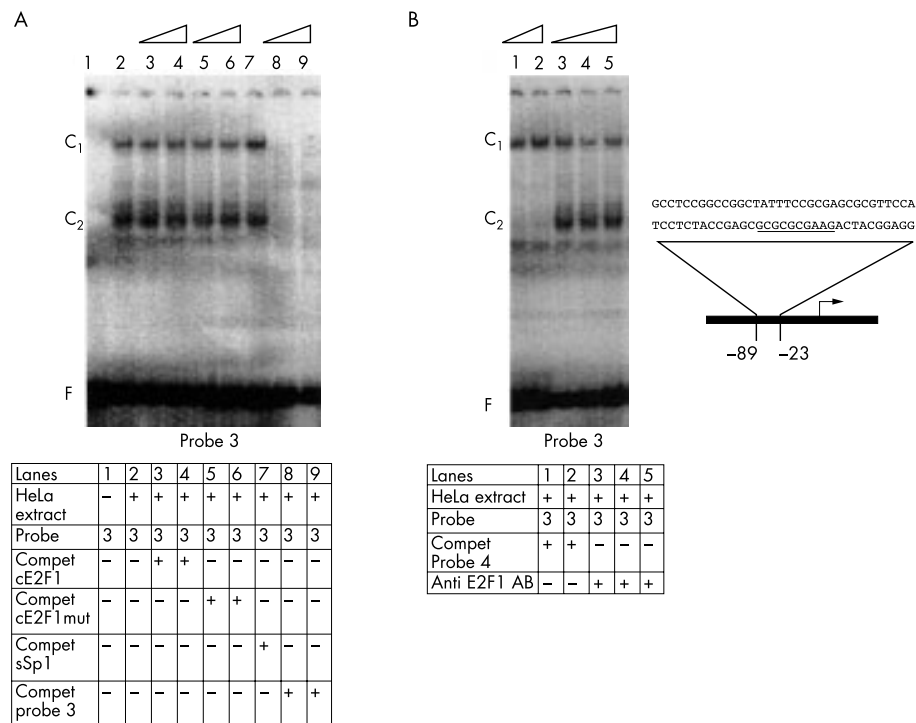 A
1 2 3 4 5 6 7 8 9
C1
C2
F
Probe 3
Lanes 1 2 3 4 5 6 7 8 9
HeLa extract – + + + + + + + +
Probe 3 3 3 3 3 3 3 3 3
Compet cE2F1 – – + + – – – – –
Compet cE2F1mut – – – – + + – – –
Compet sSp1 – – – – – – + – –
Compet probe 3 – – – – – – – + +
B
1 2 3 4 5
C1
C2
F
Probe 3
Lanes 1 2 3 4 5
HeLa extract + + + + +
Probe 3 3 3 3 3
Compet Probe 4 + + – – –
Anti E2F1 AB – – + + +
GCCTCCGGCCGGCTATTTCCGCGAGCGCGTTCCA
TCCTCTACCGAGCGCGCGCGAAGACTACGGAGG
–89 –23